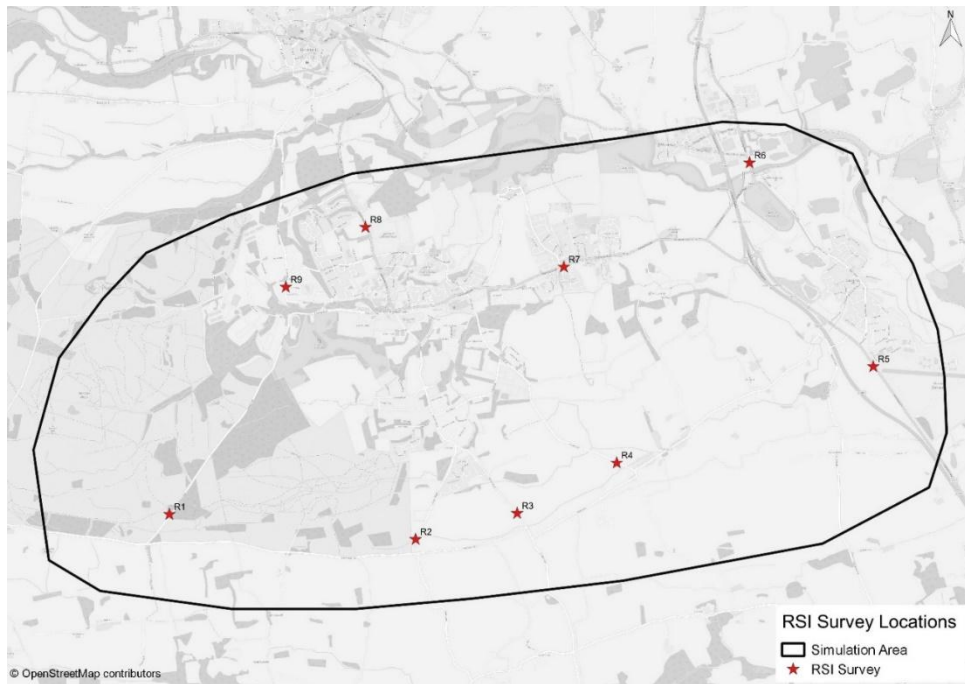 N
R6
R8
R7
R9
R5
R4
R1
R3
R2
RSI Survey Locations
Simulation Area
RSI Survey
© OpenStreetMap contributors